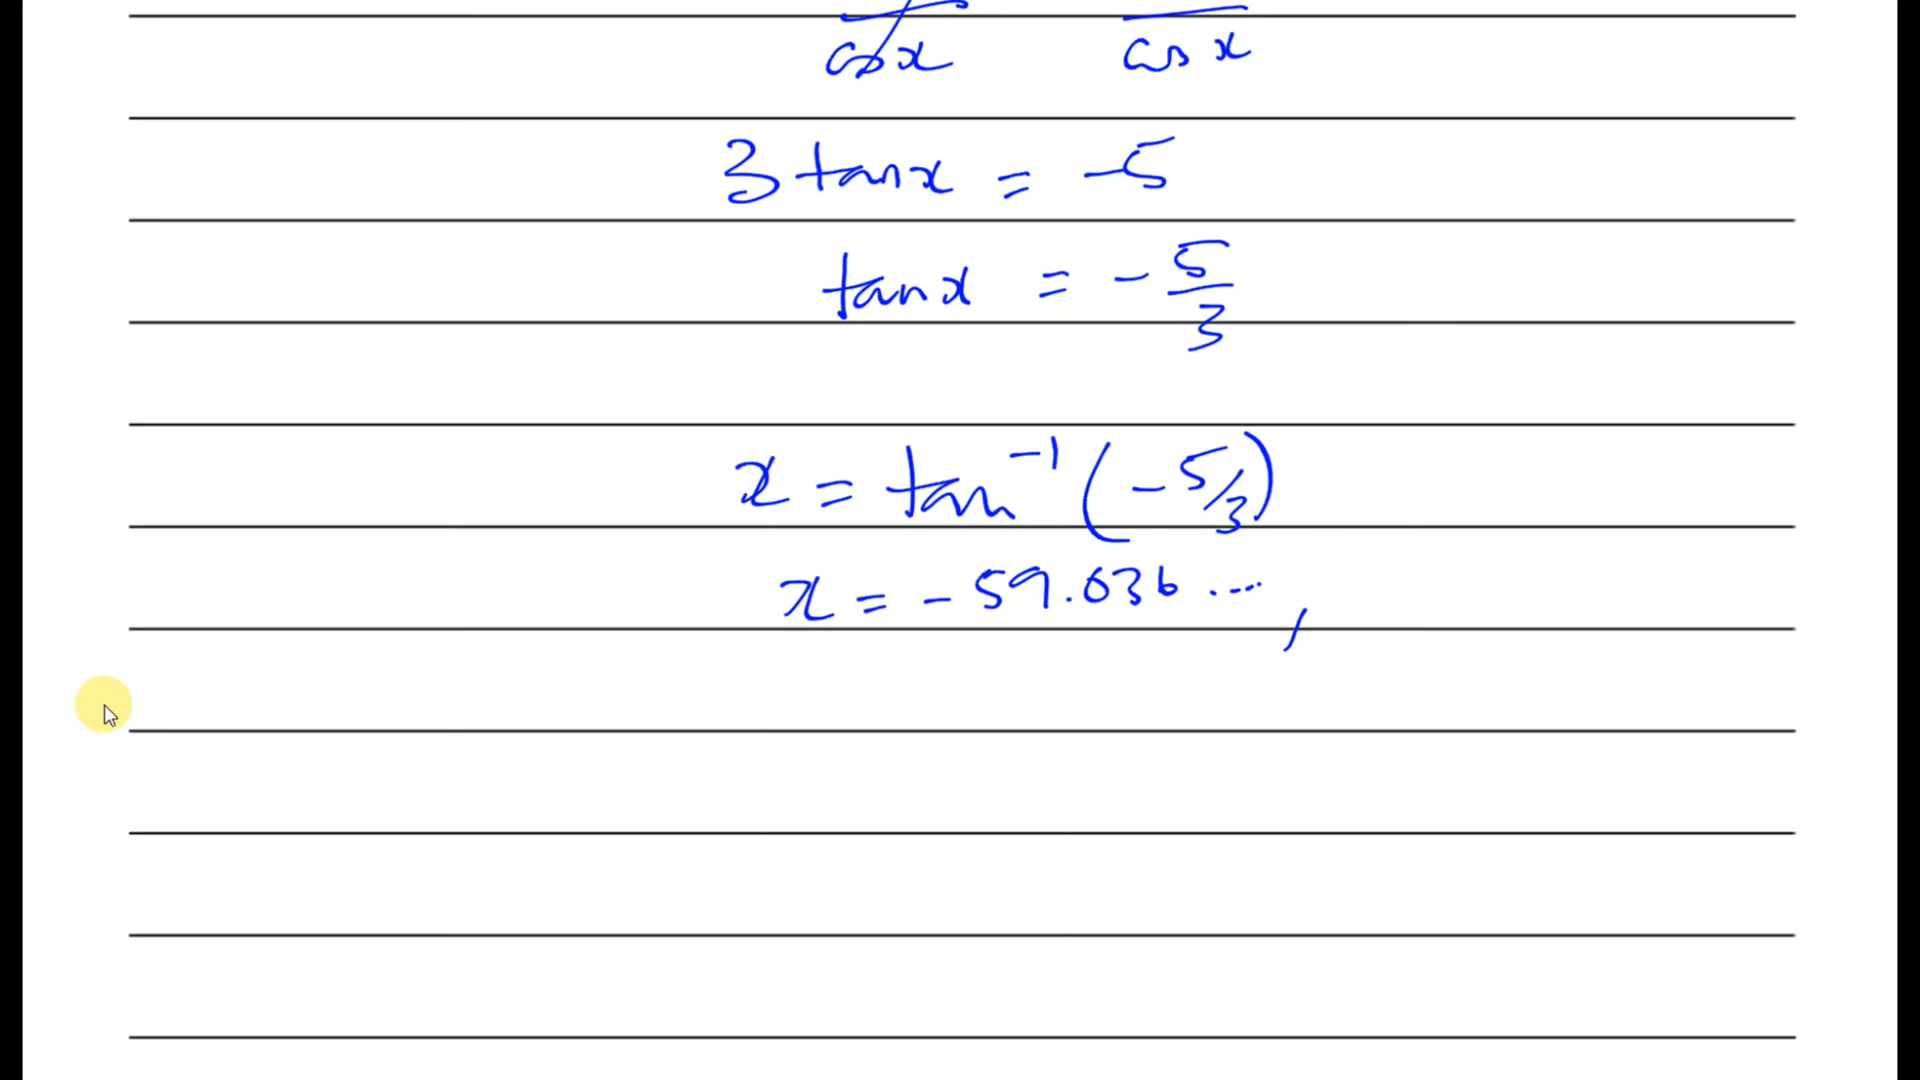 cos x cos x
3 tan x = -5
tan x = - 5/3
x = tan⁻¹ (- 5/3)
x = - 59.036 ... ,